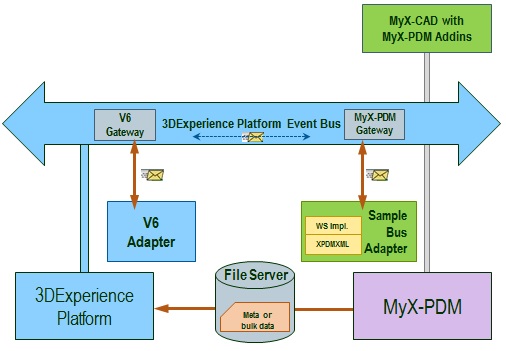 MyX-CAD with
MyX-PDM Addins
V6
Gateway
3DExperience Platform Event Bus
MyX-PDM
Gateway
V6
Adapter
WS Impl.
XPDMXML
Sample
Bus
Adapter
3DExperience
Platform
File Server
Meta or
bulk data
MyX-PDM